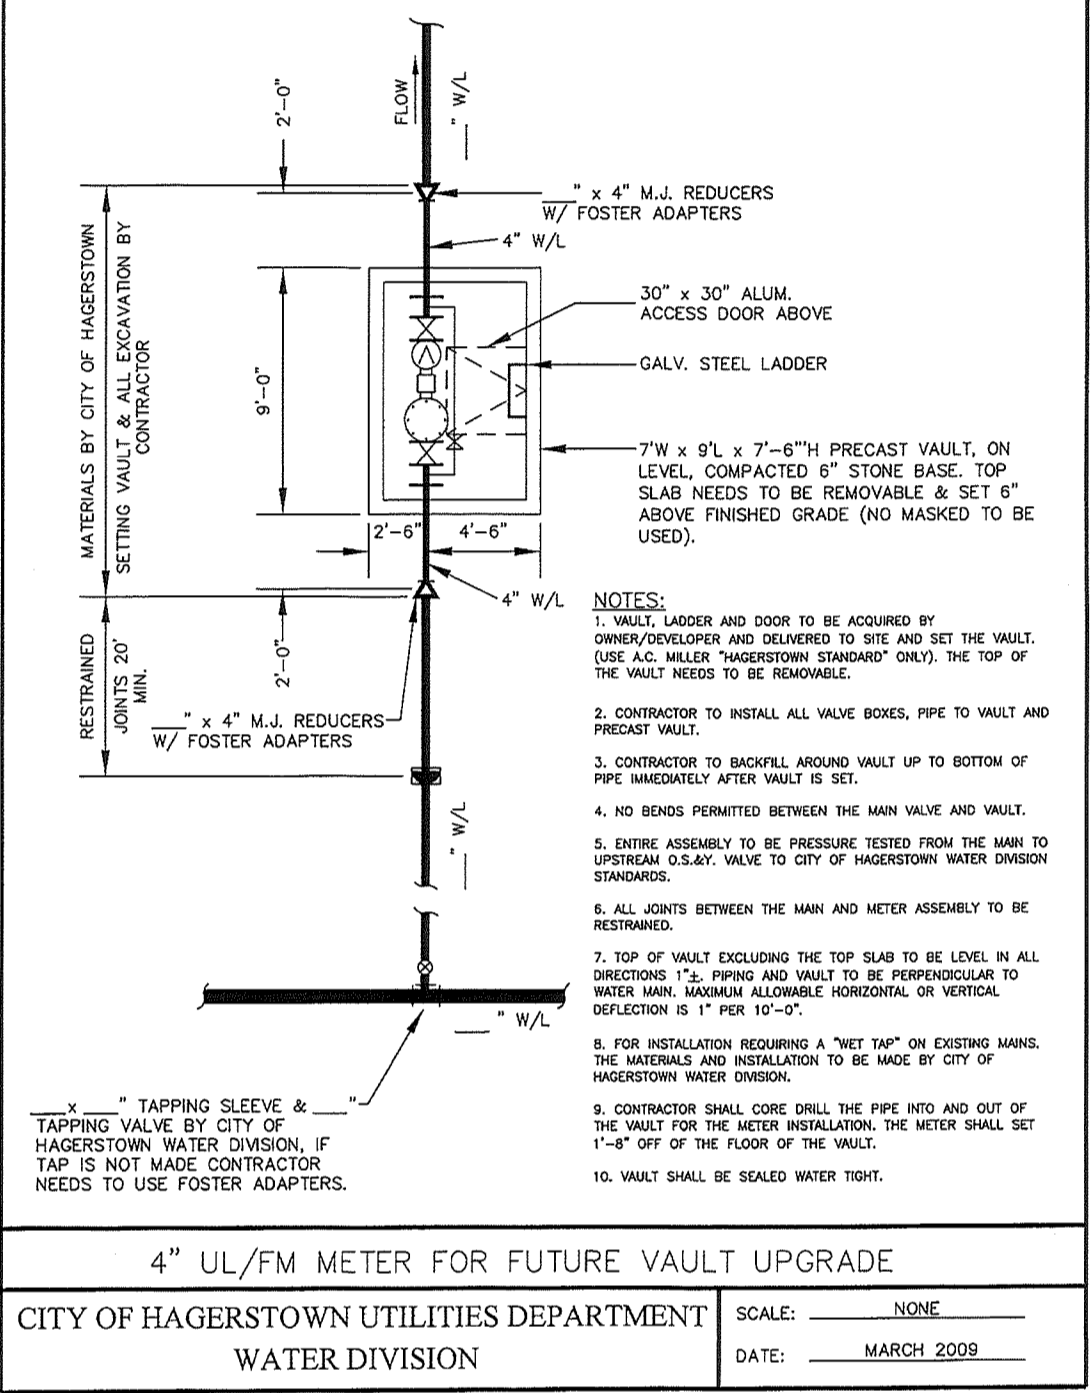 2'-0"
FLOW
___" W/L
___" x 4" M.J. REDUCERS
W/ FOSTER ADAPTERS
4" W/L
MATERIALS BY CITY OF HAGERSTOWN
SETTING VAULT & ALL EXCAVATION BY
CONTRACTOR
9'-0"
30" x 30" ALUM.
ACCESS DOOR ABOVE
GALV. STEEL LADDER
7'W x 9'L x 7'-6"'H PRECAST VAULT, ON
LEVEL, COMPACTED 6" STONE BASE. TOP
SLAB NEEDS TO BE REMOVABLE & SET 6"
ABOVE FINISHED GRADE (NO MASKED TO BE
USED).
2'-6"
4'-6"
4" W/L
RESTRAINED
JOINTS 20'
MIN.
2'-0"
___" x 4" M.J. REDUCERS
W/ FOSTER ADAPTERS
___" W/L
___" W/L
___x ___" TAPPING SLEEVE & ___"
TAPPING VALVE BY CITY OF
HAGERSTOWN WATER DIVISION, IF
TAP IS NOT MADE CONTRACTOR
NEEDS TO USE FOSTER ADAPTERS.
NOTES:
1. VAULT, LADDER AND DOOR TO BE ACQUIRED BY
OWNER/DEVELOPER AND DELIVERED TO SITE AND SET THE VAULT.
(USE A.C. MILLER "HAGERSTOWN STANDARD" ONLY). THE TOP OF
THE VAULT NEEDS TO BE REMOVABLE.
2. CONTRACTOR TO INSTALL ALL VALVE BOXES, PIPE TO VAULT AND
PRECAST VAULT.
3. CONTRACTOR TO BACKFILL AROUND VAULT UP TO BOTTOM OF
PIPE IMMEDIATELY AFTER VAULT IS SET.
4. NO BENDS PERMITTED BETWEEN THE MAIN VALVE AND VAULT.
5. ENTIRE ASSEMBLY TO BE PRESSURE TESTED FROM THE MAIN TO
UPSTREAM O.S.&Y. VALVE TO CITY OF HAGERSTOWN WATER DIVISION
STANDARDS.
6. ALL JOINTS BETWEEN THE MAIN AND METER ASSEMBLY TO BE
RESTRAINED.
7. TOP OF VAULT EXCLUDING THE TOP SLAB TO BE LEVEL IN ALL
DIRECTIONS 1"±. PIPING AND VAULT TO BE PERPENDICULAR TO
WATER MAIN. MAXIMUM ALLOWABLE HORIZONTAL OR VERTICAL
DEFLECTION IS 1" PER 10'-0".
8. FOR INSTALLATION REQUIRING A "WET TAP" ON EXISTING MAINS.
THE MATERIALS AND INSTALLATION TO BE MADE BY CITY OF
HAGERSTOWN WATER DIVISION.
9. CONTRACTOR SHALL CORE DRILL THE PIPE INTO AND OUT OF
THE VAULT FOR THE METER INSTALLATION. THE METER SHALL SET
1'-8" OFF OF THE FLOOR OF THE VAULT.
10. VAULT SHALL BE SEALED WATER TIGHT.
4" UL/FM METER FOR FUTURE VAULT UPGRADE
CITY OF HAGERSTOWN UTILITIES DEPARTMENT
WATER DIVISION
SCALE: NONE
DATE: MARCH 2009